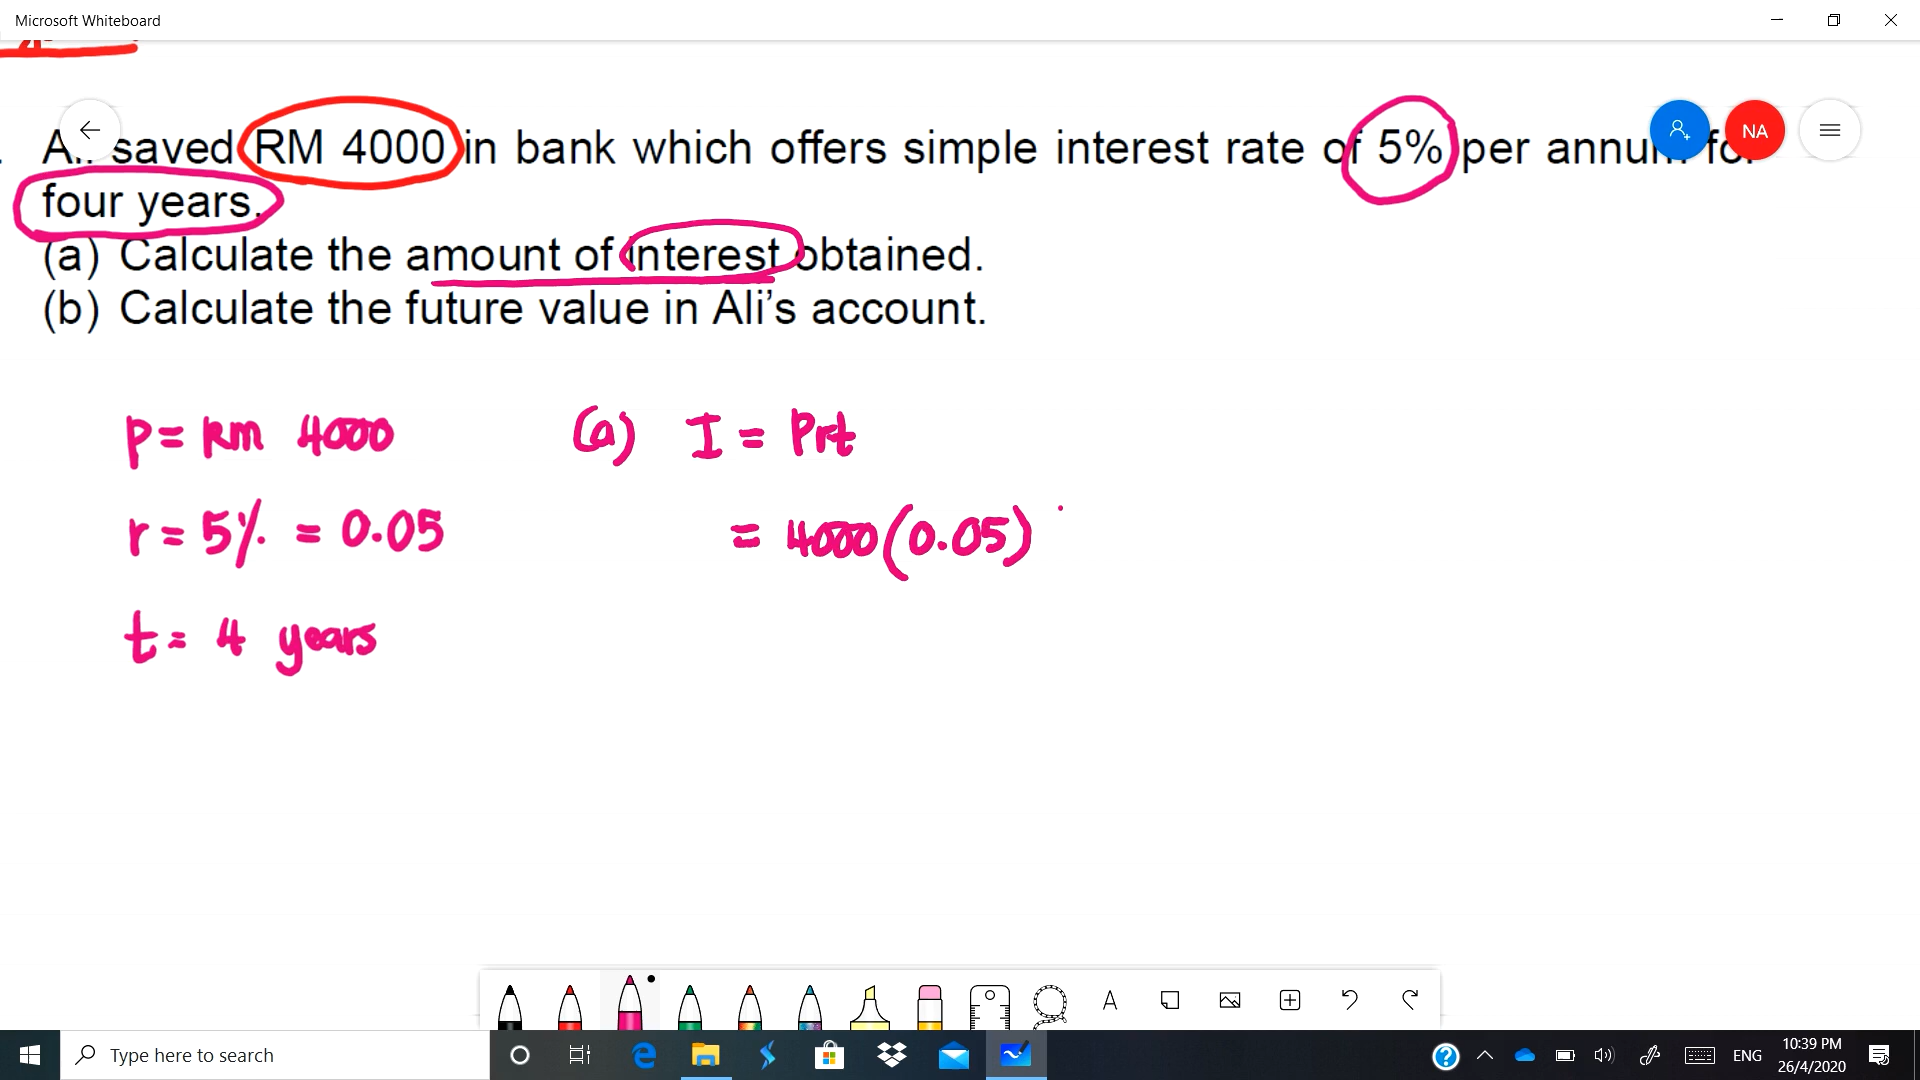 Microsoft Whiteboard
saved RM 4000 in bank which offers simple interest rate of 5% per annum for
four years.
(a) Calculate the amount of interest obtained.
(b) Calculate the future value in Ali's account.
NA
P = RM 4000
(a) I = Prt
r = 5% = 0.05
= 4000(0.05)
t = 4 years
Type here to search
ENG
10:39 PM
26/4/2020